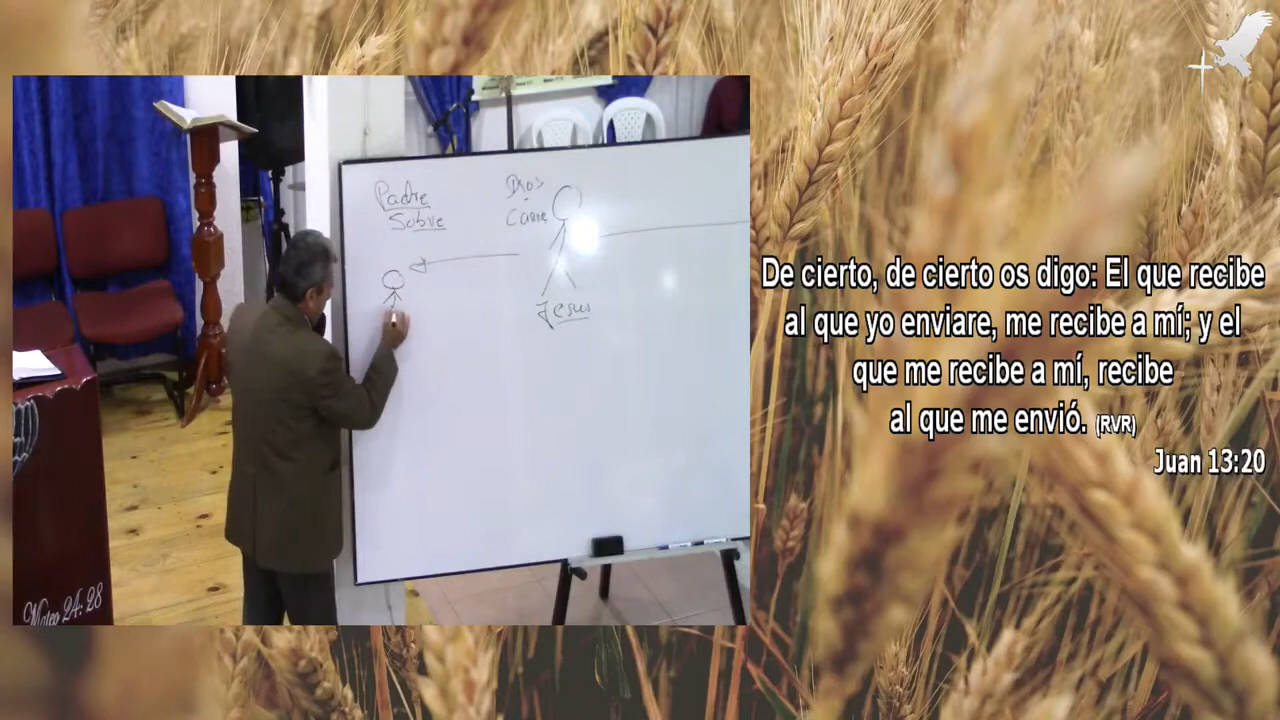 Padre
Sobre
Dios
Carne
Jesus
Mateo 24: 28
De cierto, de cierto os digo: El que recibe
al que yo enviare, me recibe a mí; y el
que me recibe a mí, recibe
al que me envió. (RVR)
Juan 13:20